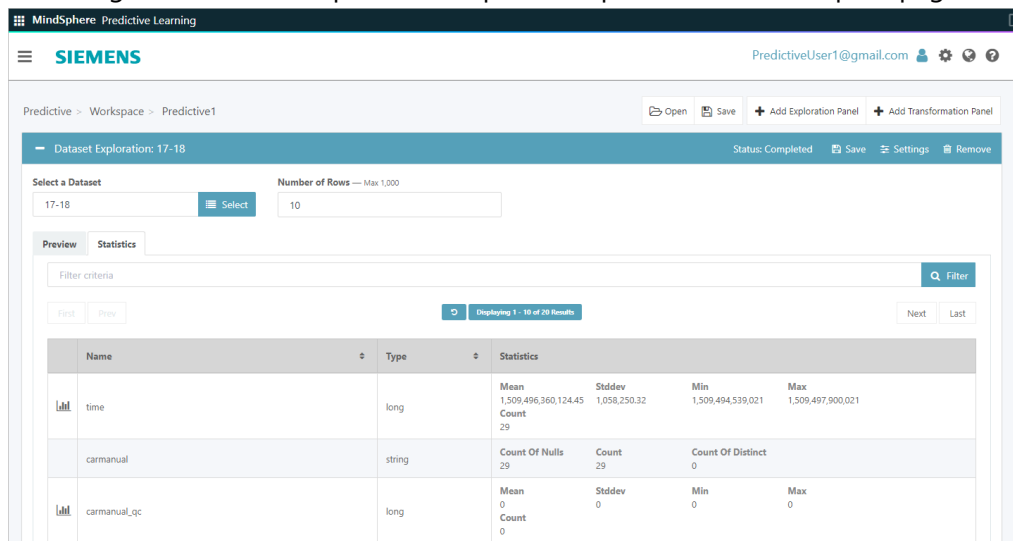 MindSphere Predictive Learning
SIEMENS
PredictiveUser1@gmail.com
Predictive > Workspace > Predictive1
Open Save Add Exploration Panel Add Transformation Panel
Dataset Exploration: 17-18 Status: Completed Save Settings Remove
Select a Dataset Number of Rows — Max 1,000
17-18 Select 10
Preview Statistics
Filter criteria Filter
First Prev Displaying 1 - 10 of 20 Results Next Last
Name Type Statistics
Mean Stddev Min Max
time long 1,509,496,360,124.45 1,058,250.32 1,509,494,539,021 1,509,497,900,021
Count
29
Count Of Nulls Count Count Of Distinct
carmanual string 29 29 0
Mean Stddev Min Max
carmanual_qc long 0 0 0 0
Count
0